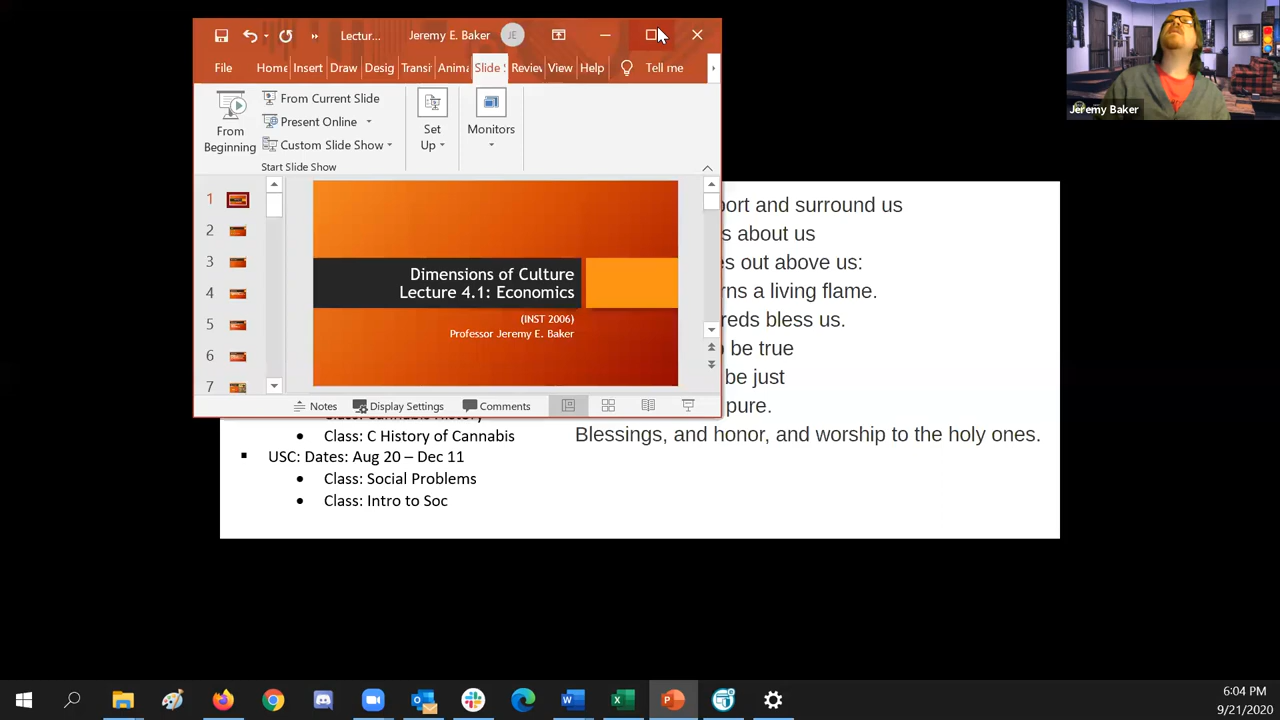 Lectur...
Jeremy E. Baker
JE
File
Home
Insert
Draw
Desig
Transi
Anima
Slide
Review
View
Help
Tell me
From Beginning
From Current Slide
Present Online
Custom Slide Show
Set Up
Monitors
Start Slide Show
1
2
3
4
5
6
7
Dimensions of Culture
Lecture 4.1: Economics
(INST 2006)
Professor Jeremy E. Baker
Notes
Display Settings
Comments
Jeremy Baker
port and surround us
s about us
es out above us:
rns a living flame.
reds bless us.
be true
be just
pure.
Blessings, and honor, and worship to the holy ones.
Class: C History of Cannabis
USC: Dates: Aug 20 – Dec 11
Class: Social Problems
Class: Intro to Soc
6:04 PM
9/21/2020